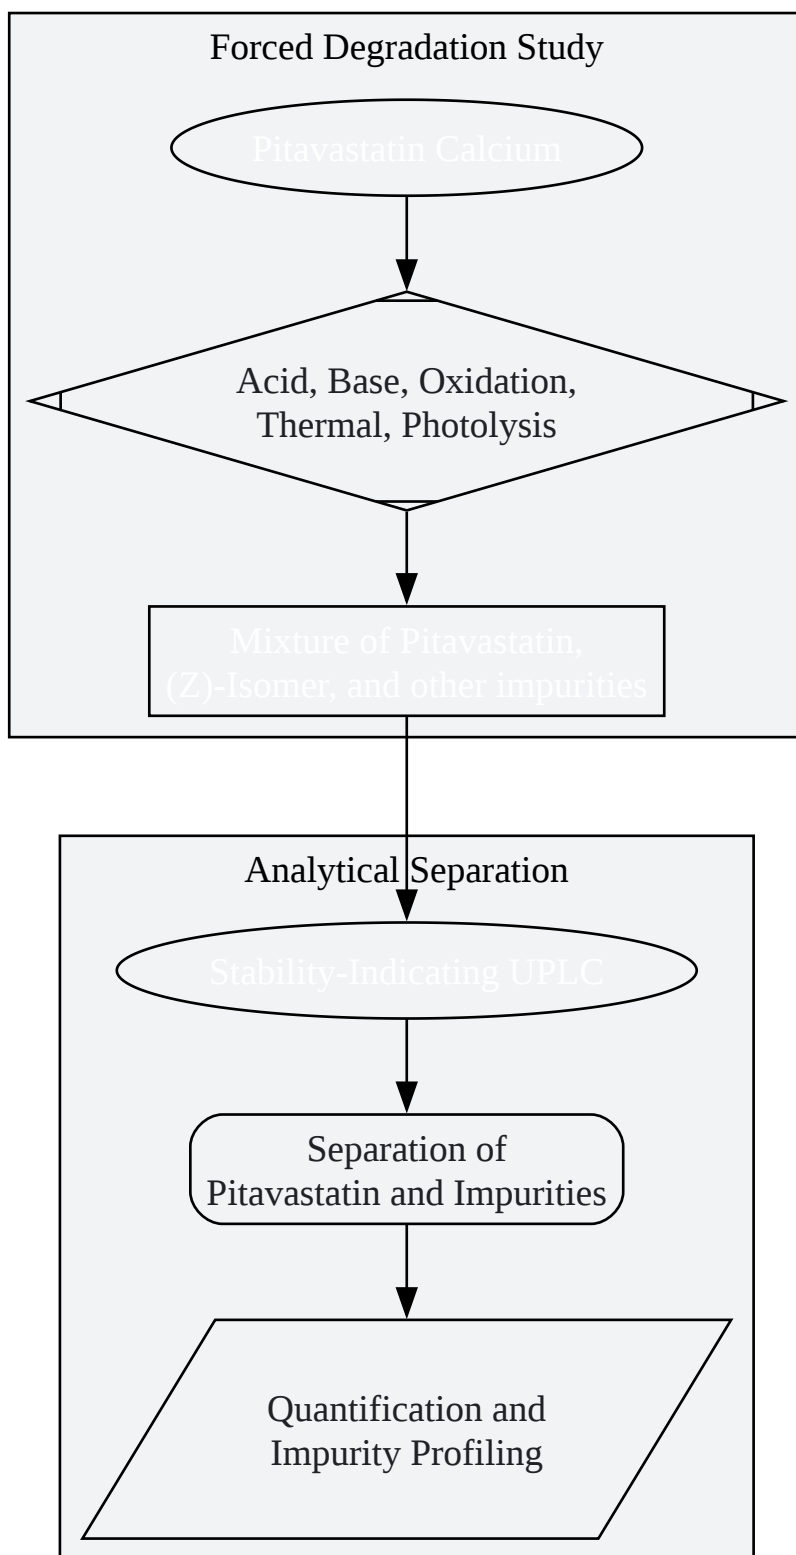 Forced Degradation Study
Pitavastatin Calcium
Acid, Base, Oxidation,
Thermal, Photolysis
Mixture of Pitavastatin,
(Z)-Isomer, and other impurities
Analytical Separation
Stability-Indicating UPLC
Separation of
Pitavastatin and Impurities
Quantification and
Impurity Profiling